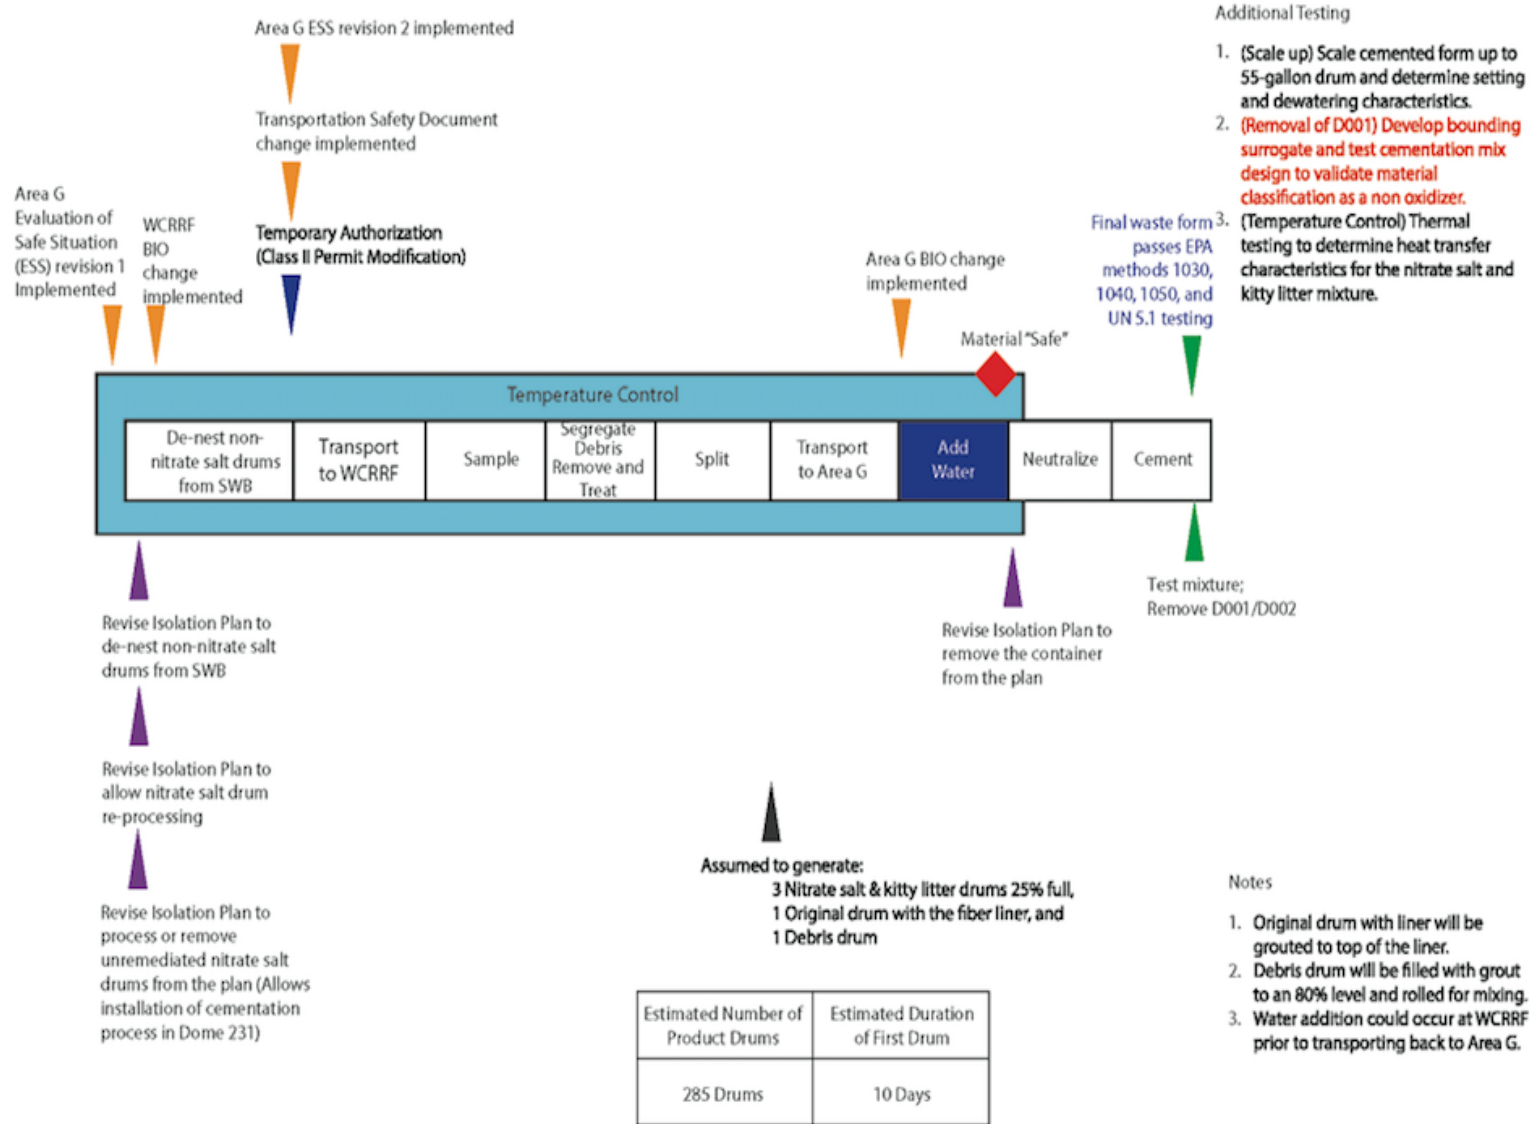 Area G ESS revision 2 implemented
Transportation Safety Document
change implemented
Temporary Authorization
(Class II Permit Modification)
Area G
Evaluation of
Safe Situation
(ESS) revision 1
Implemented
WCRRF
BIO
change
implemented
Area G BIO change
implemented
Material "Safe"
Final waste form
passes EPA
methods 1030,
1040, 1050, and
UN 5.1 testing
Additional Testing
1. (Scale up) Scale cemented form up to
55-gallon drum and determine setting
and dewatering characteristics.
2. (Removal of D001) Develop bounding
surrogate and test cementation mix
design to validate material
classification as a non oxidizer.
3. (Temperature Control) Thermal
testing to determine heat transfer
characteristics for the nitrate salt and
kitty litter mixture.
Temperature Control
De-nest non-
nitrate salt drums
from SWB
Transport
to WCRRF
Sample
Segregate
Debris
Remove and
Treat
Split
Transport
to Area G
Add
Water
Neutralize
Cement
Revise Isolation Plan to
de-nest non-nitrate salt
drums from SWB
Revise Isolation Plan to
allow nitrate salt drum
re-processing
Revise Isolation Plan to
process or remove
unremediated nitrate salt
drums from the plan (Allows
installation of cementation
process in Dome 231)
Revise Isolation Plan to
remove the container
from the plan
Test mixture;
Remove D001/D002
Assumed to generate:
3 Nitrate salt & kitty litter drums 25% full,
1 Original drum with the fiber liner, and
1 Debris drum
Estimated Number of
Product Drums
Estimated Duration
of First Drum
285 Drums
10 Days
Notes
1. Original drum with liner will be
grouted to top of the liner.
2. Debris drum will be filled with grout
to an 80% level and rolled for mixing.
3. Water addition could occur at WCRRF
prior to transporting back to Area G.